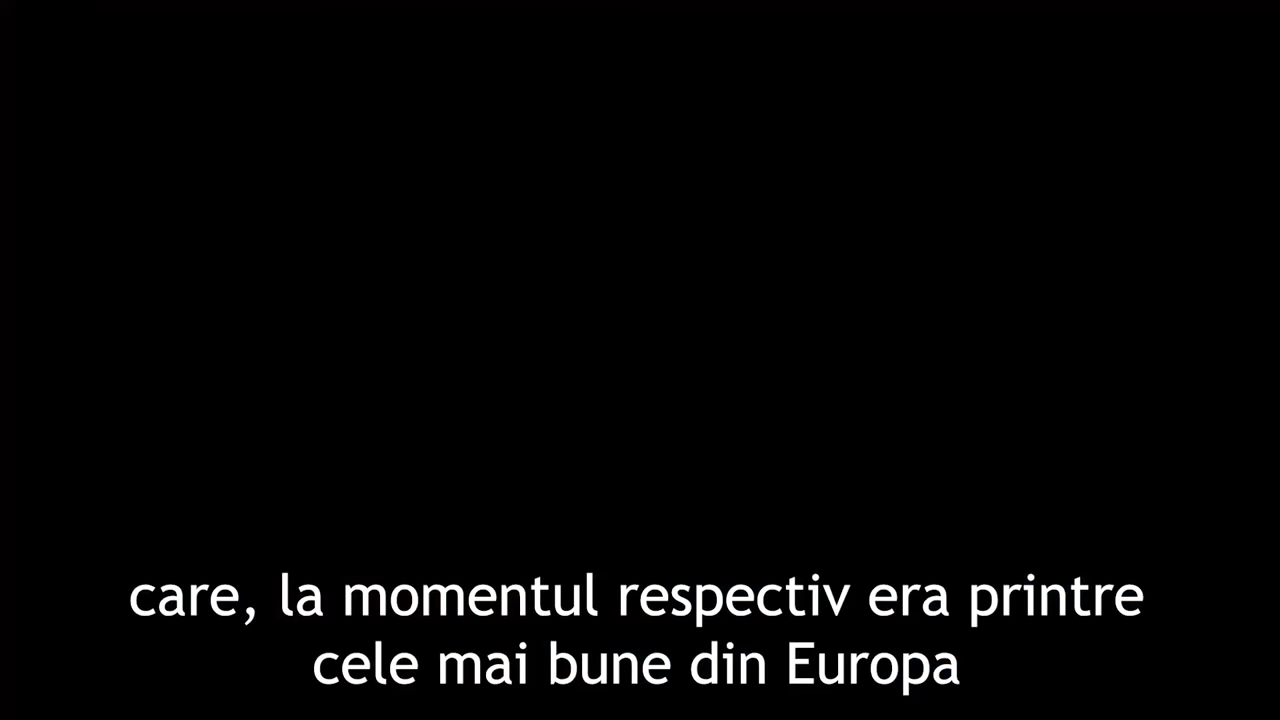 care, la momentul respectiv era printre
cele mai bune din Europa